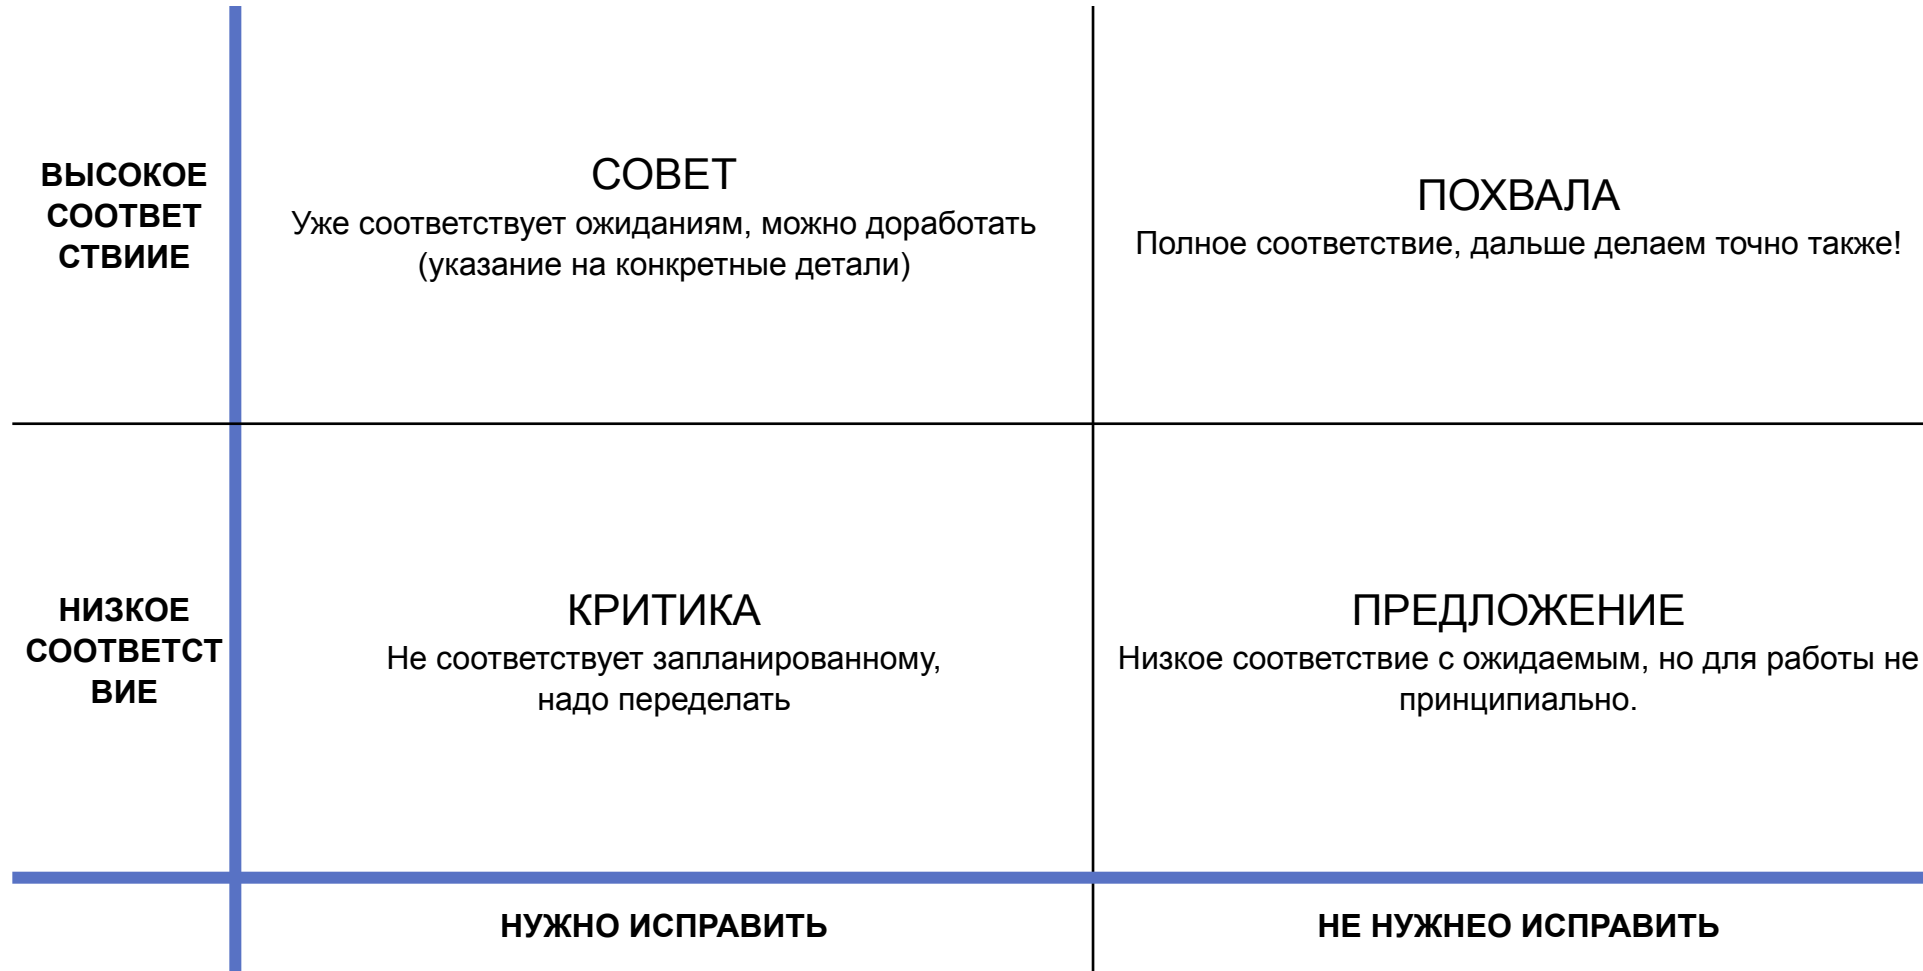 ВЫСОКОЕ
СООТВЕТ
СТВИИЕ
СОВЕТ
Уже соответствует ожиданиям, можно доработать
(указание на конкретные детали)
ПОХВАЛА
Полное соответствие, дальше делаем точно также!
НИЗКОЕ
СООТВЕТСТ
ВИЕ
КРИТИКА
Не соответствует запланированному,
надо переделать
ПРЕДЛОЖЕНИЕ
Низкое соответствие с ожидаемым, но для работы не
принципиально.
НУЖНО ИСПРАВИТЬ
НЕ НУЖНЕО ИСПРАВИТЬ